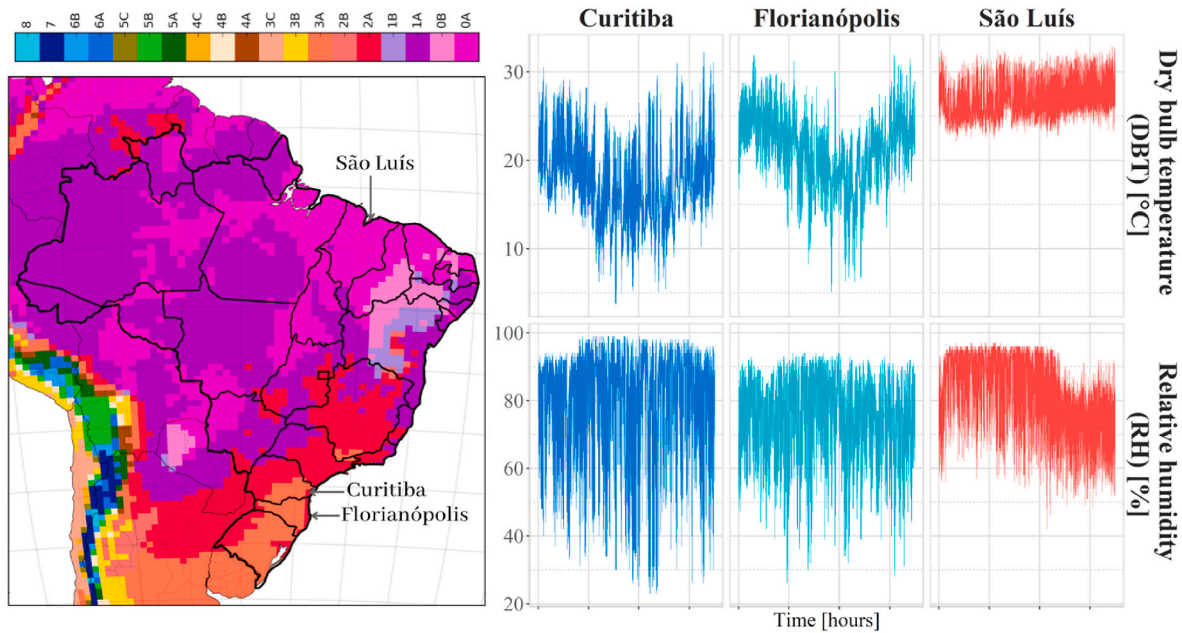 8 7 6B 6A 5C 5B 5A 4C 4B 4A 3C 3B 3A 2B 2A 1B 1A 0B 0A
São Luís
Curitiba
Florianópolis
Curitiba Florianópolis São Luís
30
20
10
Dry bulb temperature
(DBT) [°C]
100
80
60
40
20
Relative humidity
(RH) [%]
Time [hours]